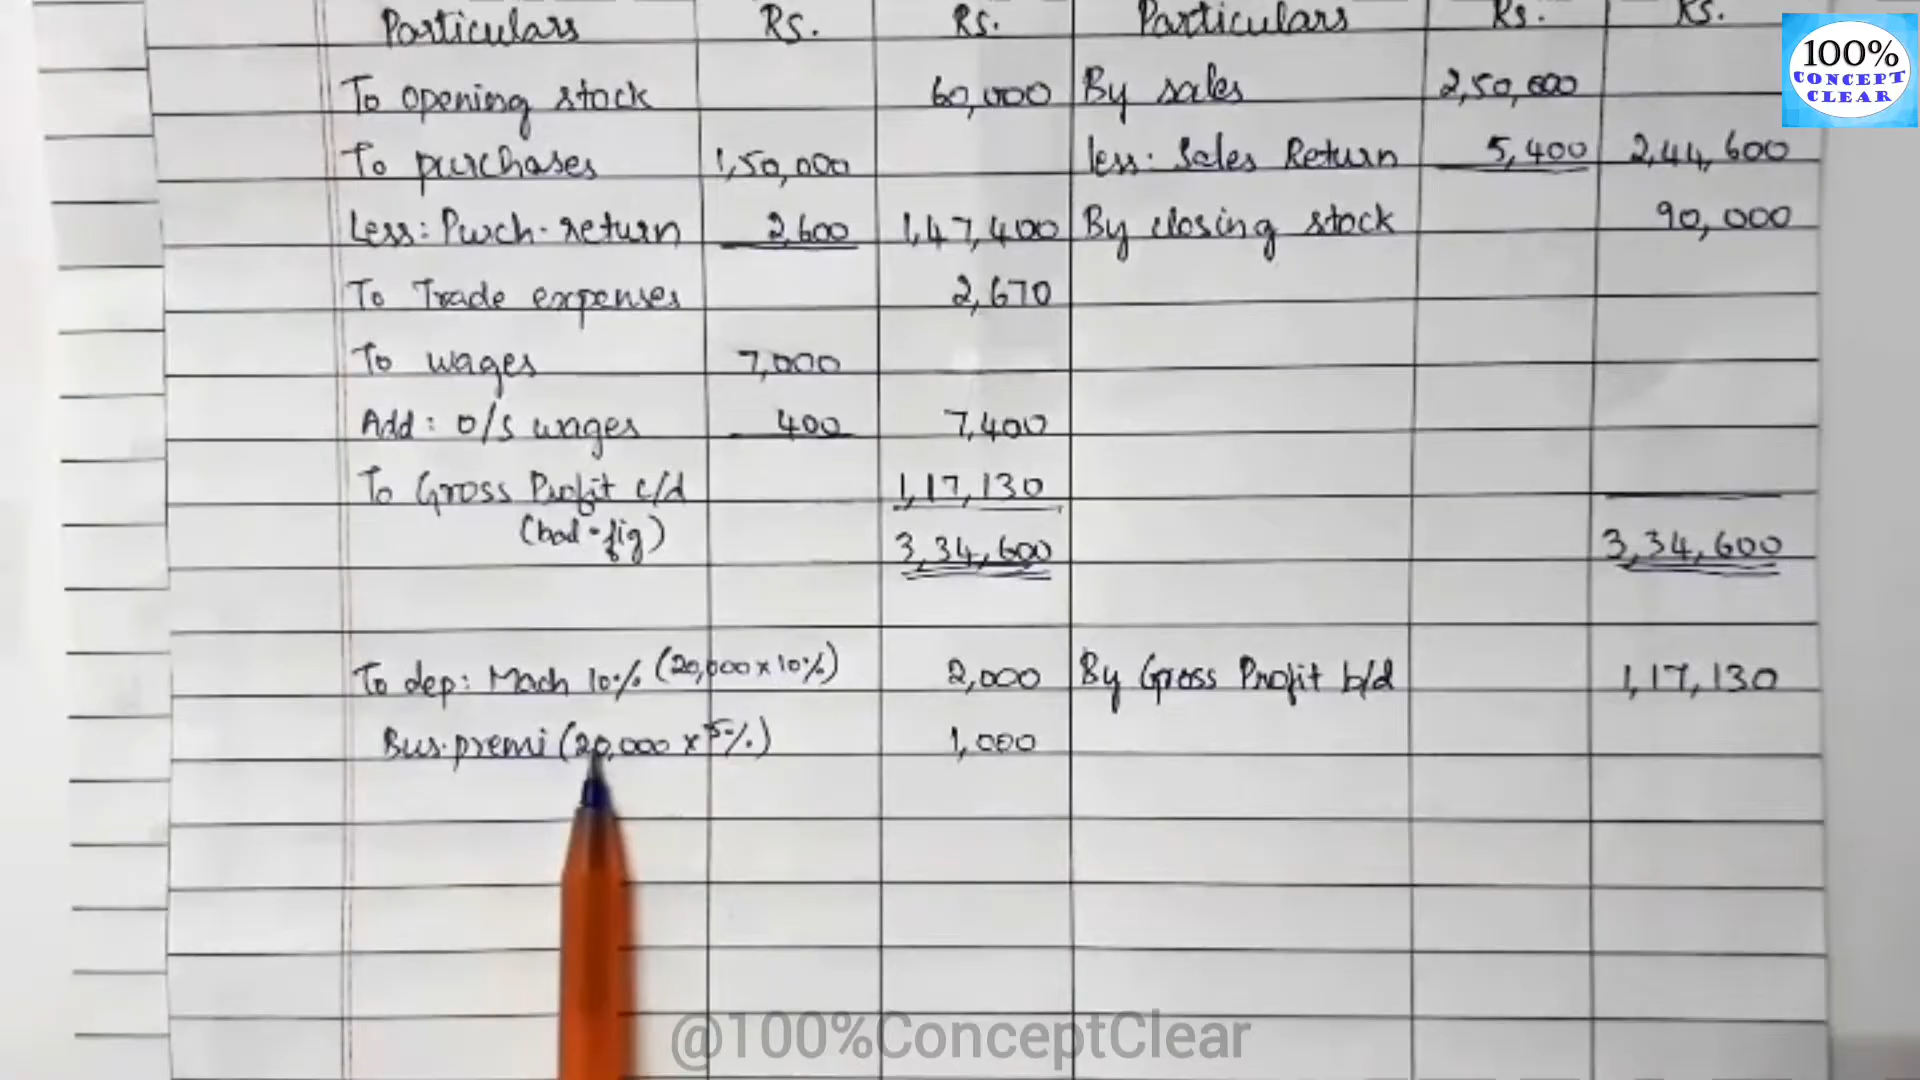 Particulars Rs. Rs. Particulars Rs. Rs.
To opening stock 60,000 By sales 2,50,000
To purchases 1,50,000 less: Sales Return 5,400 2,44,600
Less: Purch. return 2,600 1,47,400 By closing stock 90,000
To Trade expenses 2,670
To wages 7,000
Add: O/S wages 400 7,400
To Gross Profit c/d 1,17,130
(bal-fig) 3,34,600 3,34,600
To dep: Mach 10% (20,000 x 10%) 2,000 By Gross Profit b/d 1,17,130
Bus.premi (20,000 x 5%) 1,000
100%
CONCEPT
CLEAR
@100%ConceptClear